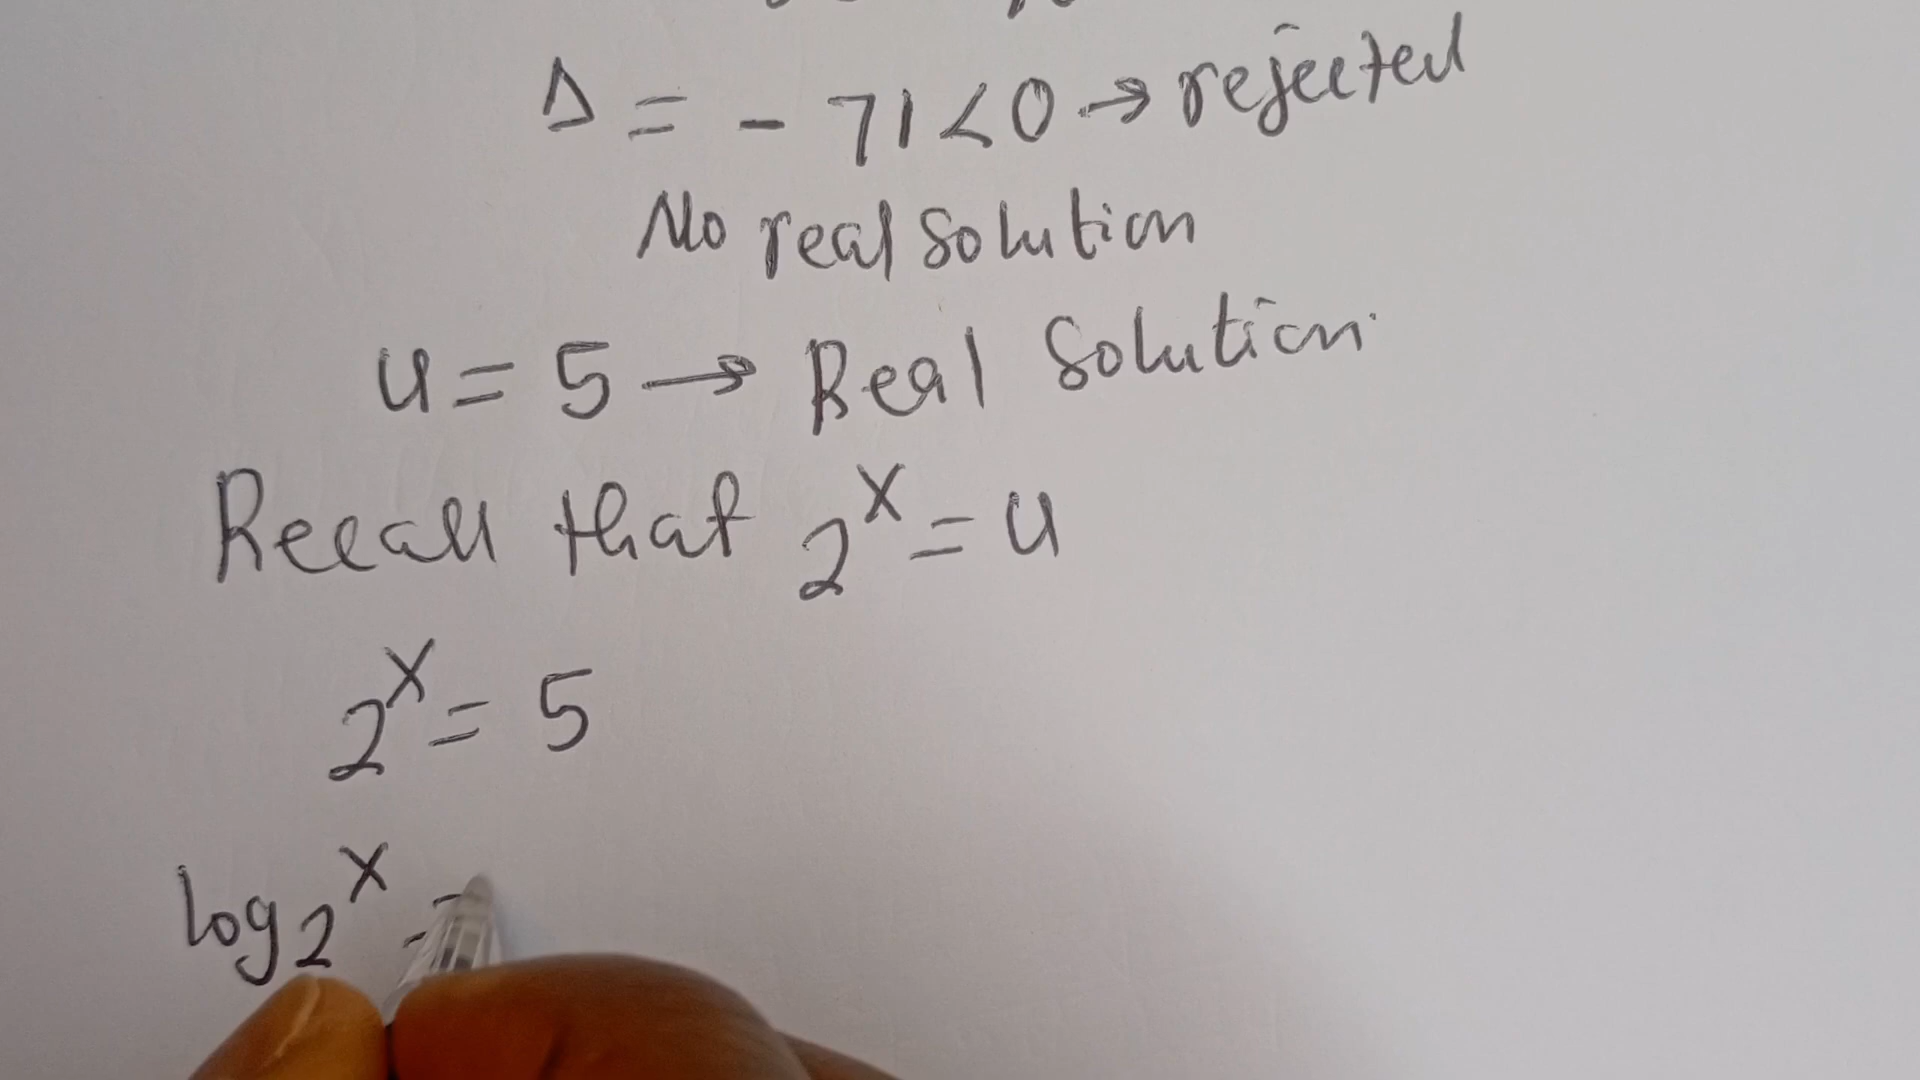 Δ = - 71 < 0 → rejected
No real solution
u = 5 → Real Solution.
Recall that 2^x = u
2^x = 5
log 2^x =